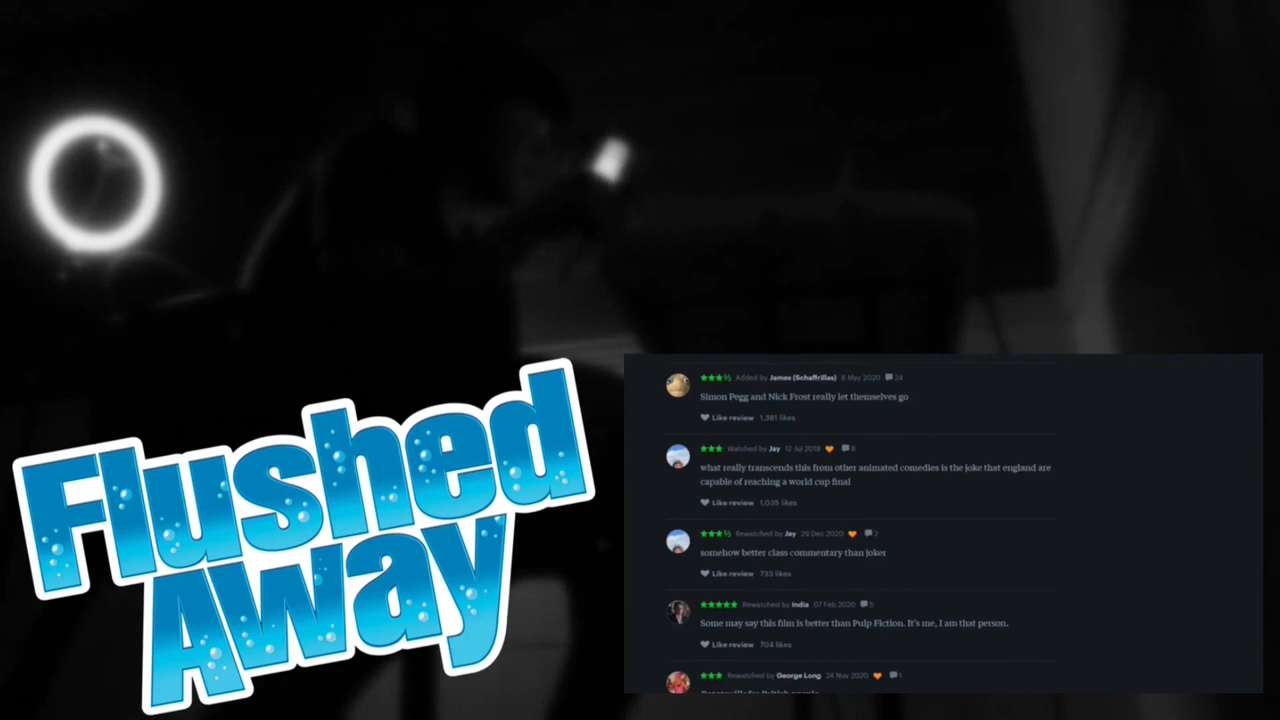 Flushed
Away
★★★½ Added by James (Schaffrillas) 8 May 2020 24
Simon Pegg and Nick Frost really let themselves go
Like review 1,381 likes
★★★ Watched by Jay 12 Jul 2018 8
what really transcends this from other animated comedies is the joke that england are
capable of reaching a world cup final
Like review 1,035 likes
★★★½ Rewatched by Jay 29 Dec 2020 2
somehow better class commentary than joker
Like review 733 likes
★★★★★ Rewatched by India 07 Feb 2020 5
Some may say this film is better than Pulp Fiction. It's me, I am that person.
Like review 704 likes
★★★ Rewatched by George Long 24 Nov 2020 1